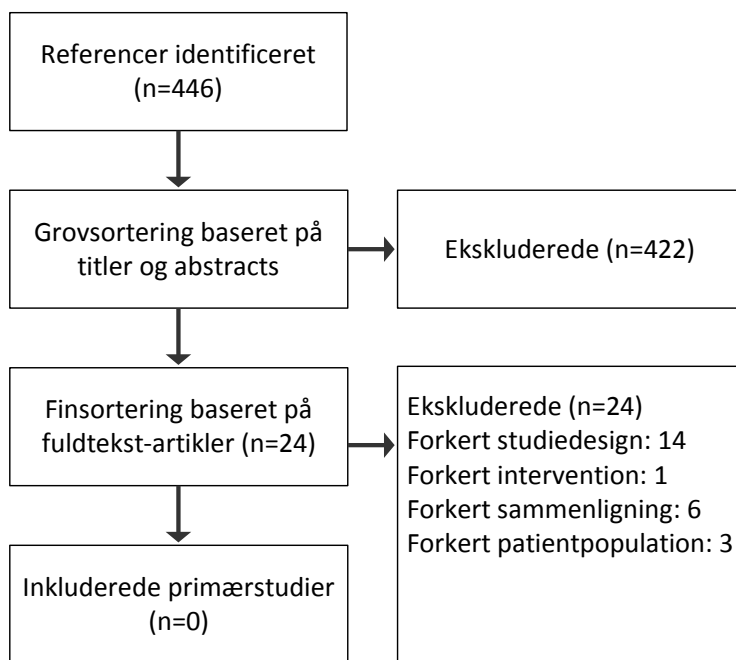 Referencer identificeret
(n=446)
Grovsortering baseret på
titler og abstracts
Ekskluderede (n=422)
Finsortering baseret på
fuldtekst-artikler (n=24)
Ekskluderede (n=24)
Forkert studiedesign: 14
Forkert intervention: 1
Forkert sammenligning: 6
Forkert patientpopulation: 3
Inkluderede primærstudier
(n=0)